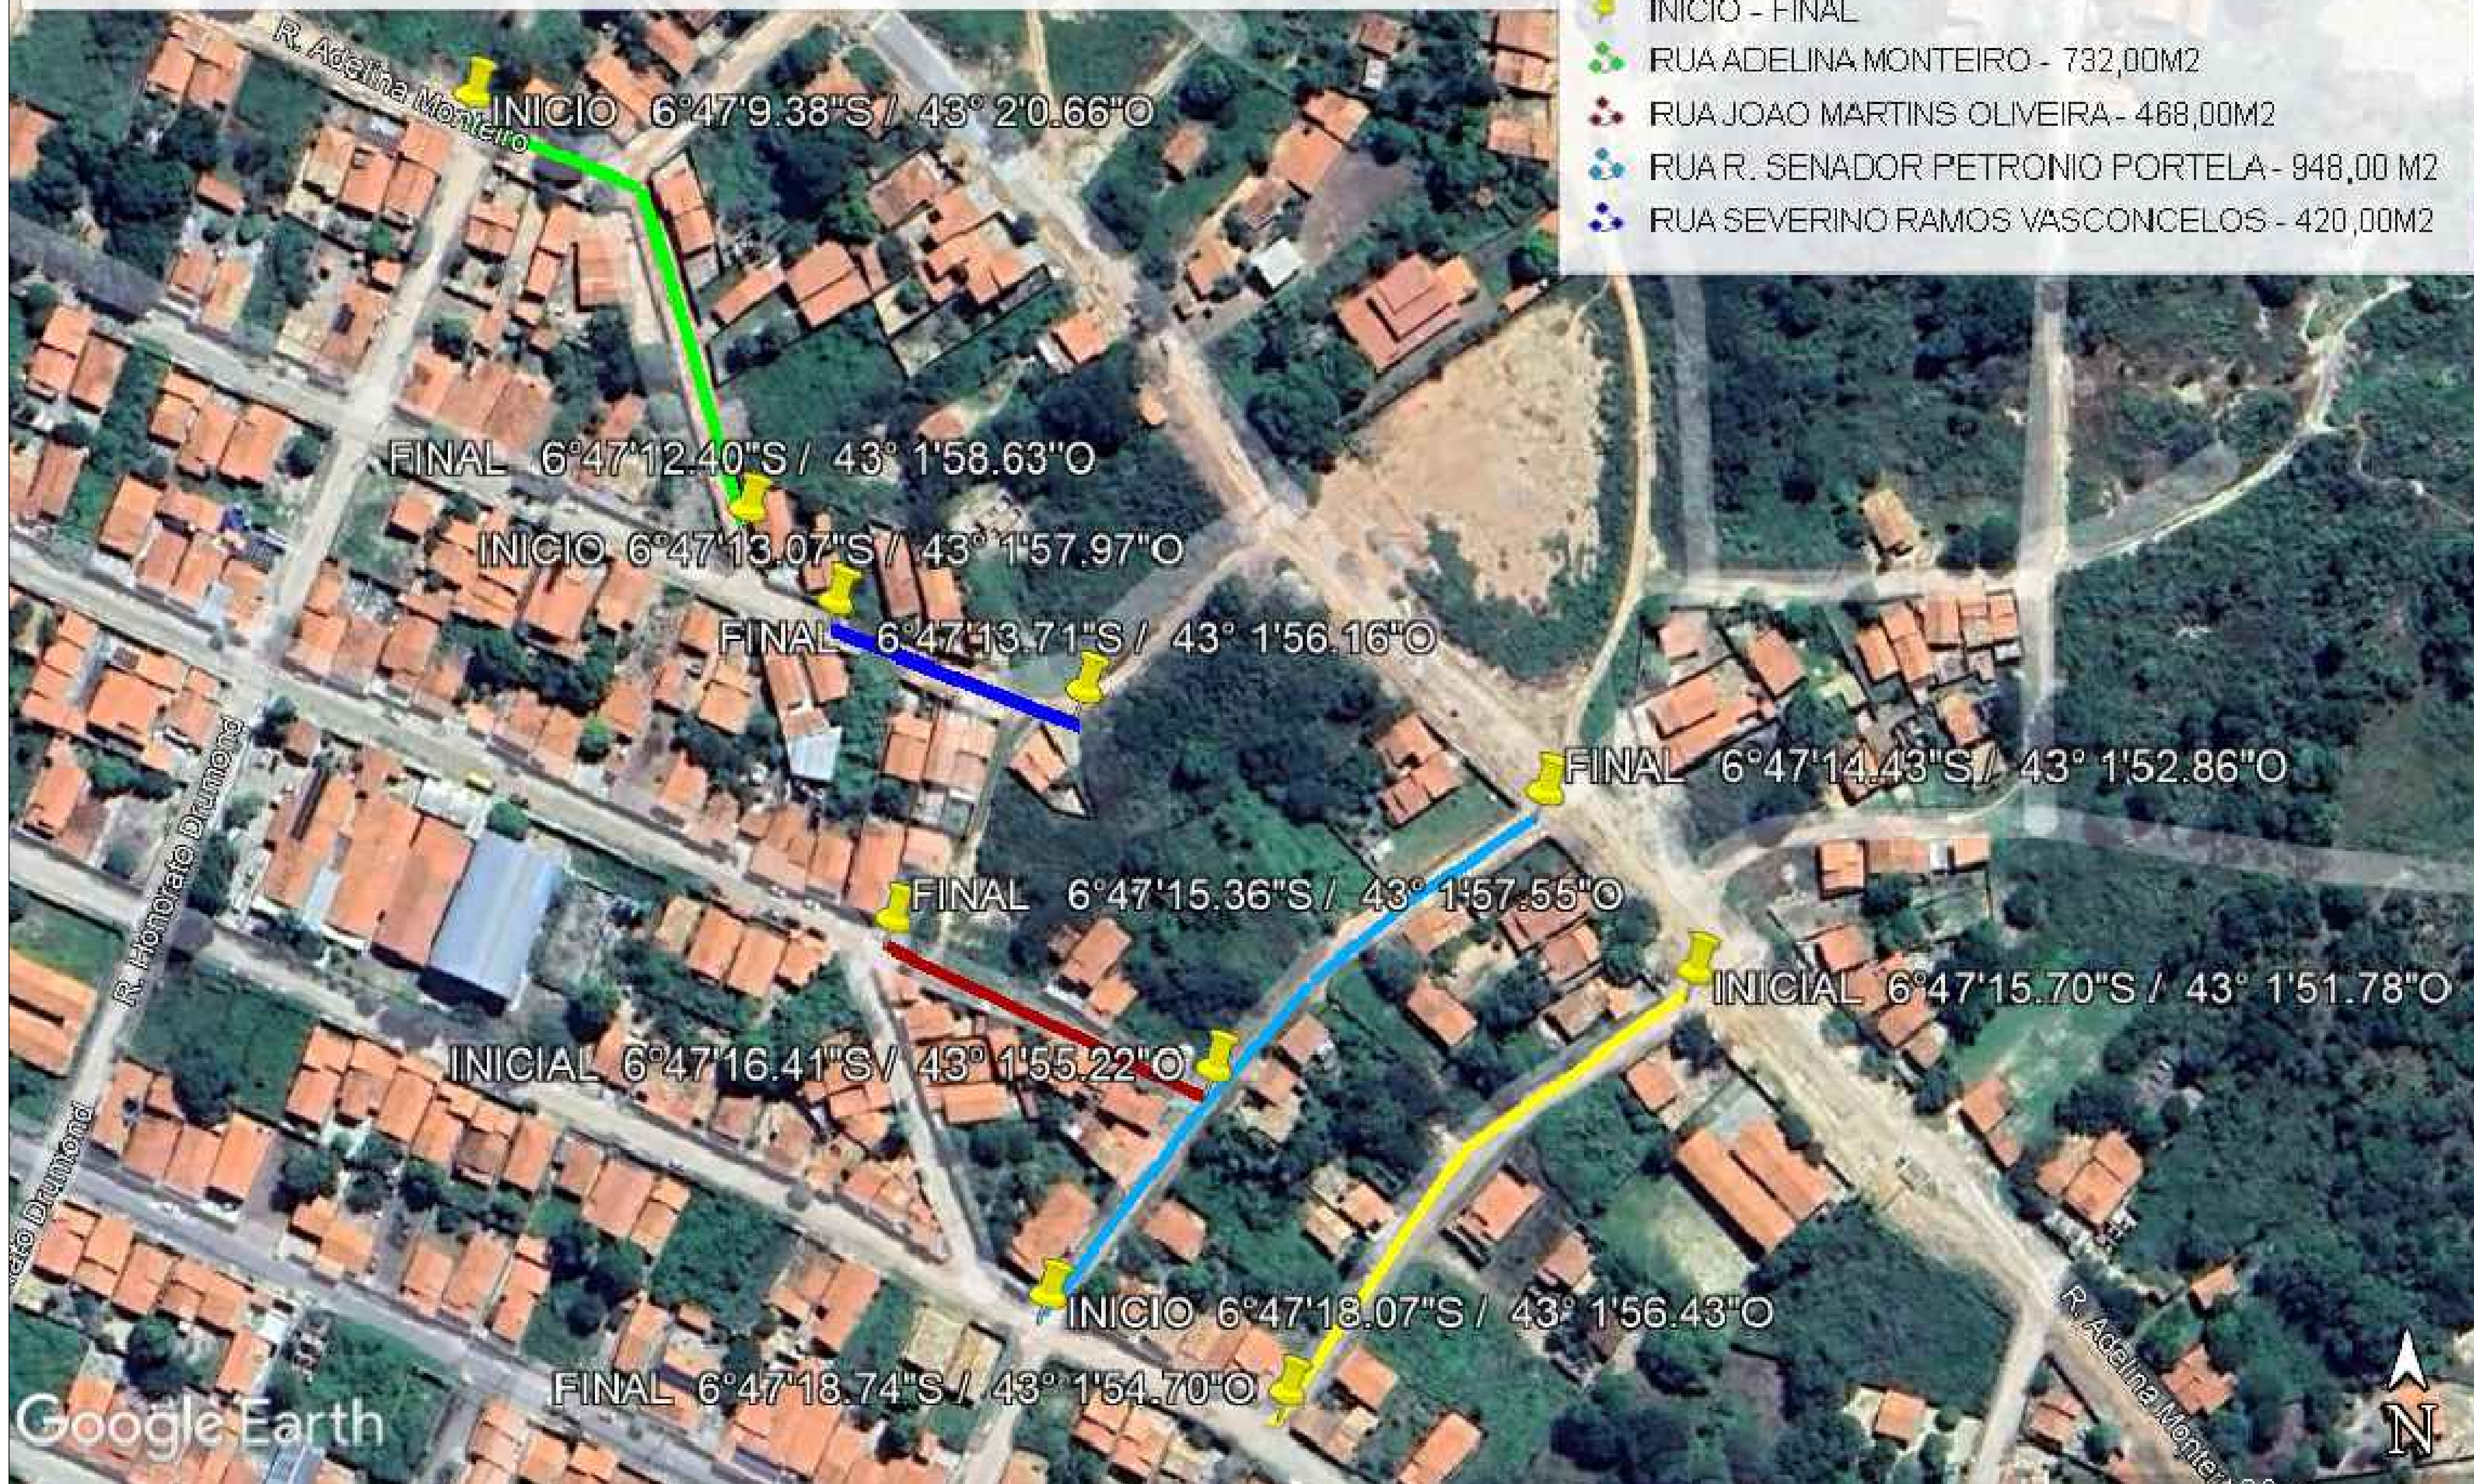 INICIO - FINAL
RUA ADELINA MONTEIRO - 732,00M2
RUA JOAO MARTINS OLIVEIRA - 468,00M2
RUA R. SENADOR PETRONIO PORTELA - 948,00 M2
RUA SEVERINO RAMOS VASCONCELOS - 420,00M2
R. Adelina Monteiro
INICIO 6°47'9.38"S / 43° 2'0.66"O
FINAL 6°47'12.40"S / 43° 1'58.63"O
INICIO 6°47'13.07"S / 43° 1'57.97"O
FINAL 6°47'13.71"S / 43° 1'56.16"O
FINAL 6°47'14.43"S / 43° 1'52.86"O
R. Honorato Drumond
FINAL 6°47'15.36"S / 43° 1'57.55"O
INICIAL 6°47'15.70"S / 43° 1'51.78"O
INICIAL 6°47'16.41"S / 43° 1'55.22"O
Drumond
INICIO 6°47'18.07"S / 43° 1'56.43"O
R. Adelina Monteiro
FINAL 6°47'18.74"S / 43° 1'54.70"O
Google Earth
N